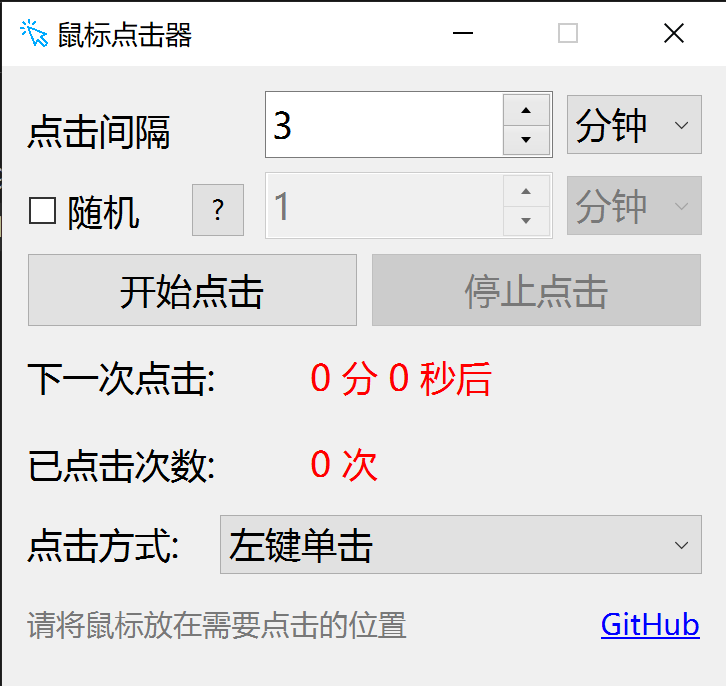 鼠标点击器
点击间隔 3 分钟
随机 ? 1 分钟
开始点击 停止点击
下一次点击: 0 分 0 秒后
已点击次数: 0 次
点击方式: 左键单击
请将鼠标放在需要点击的位置 GitHub